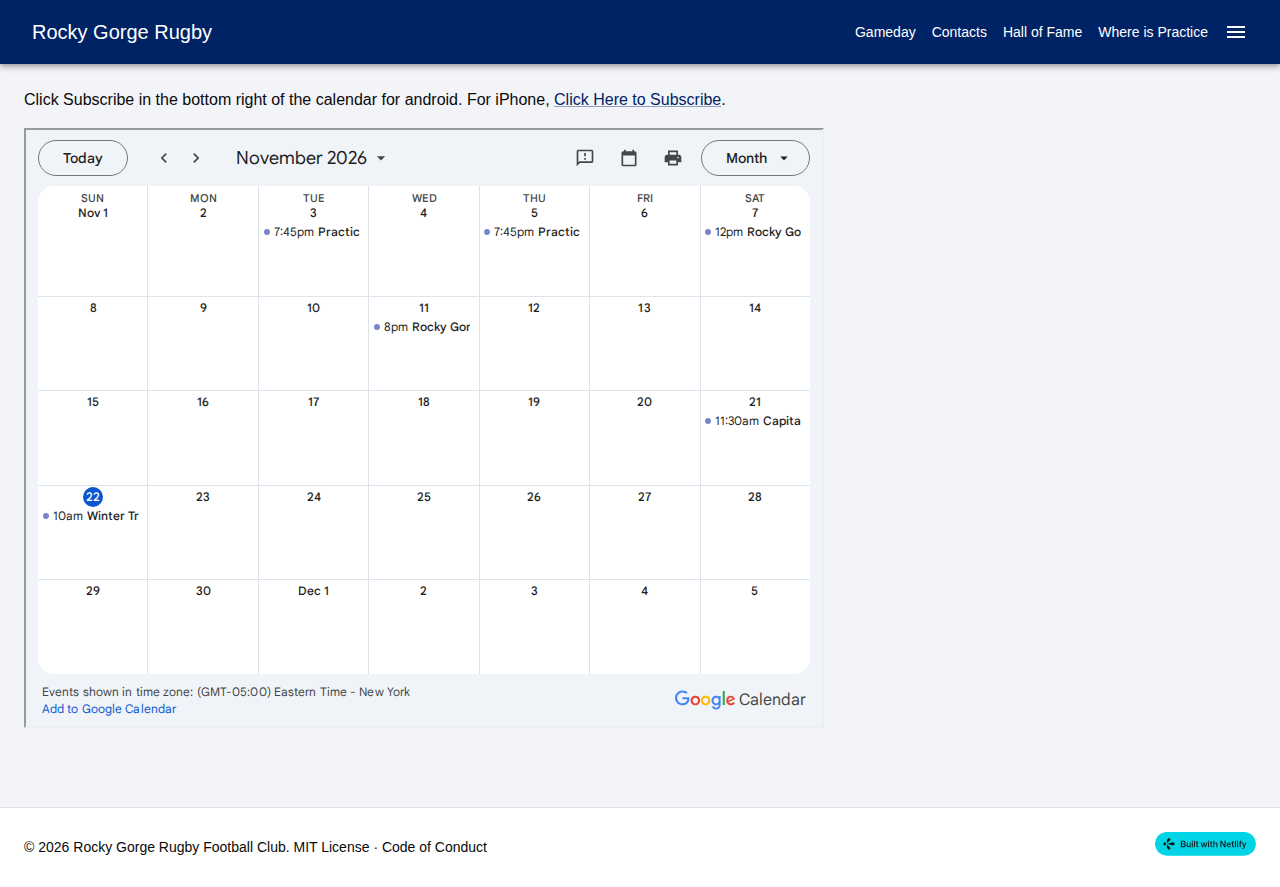 Rocky Gorge Rugby
Gameday Contacts Hall of Fame Where is Practice
Click Subscribe in the bottom right of the calendar for android. For iPhone, Click Here to Subscribe.
Today November 2026 Month
SUN MON TUE WED THU FRI SAT
Nov 1 2 3 4 5 6 7
7:45pm Practic 7:45pm Practic 12pm Rocky Go
8 9 10 11 12 13 14
8pm Rocky Gor
15 16 17 18 19 20 21
11:30am Capita
22 23 24 25 26 27 28
10am Winter Tr
29 30 Dec 1 2 3 4 5
Events shown in time zone: (GMT-05:00) Eastern Time - New York
Add to Google Calendar
Google Calendar
© 2026 Rocky Gorge Rugby Football Club. MIT License · Code of Conduct
Built with Netlify